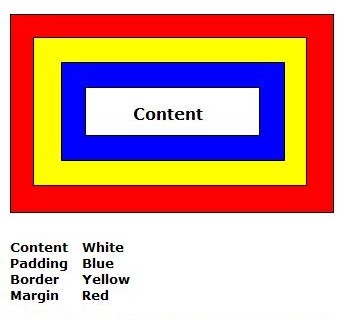 Content
Content White
Padding Blue
Border Yellow
Margin Red